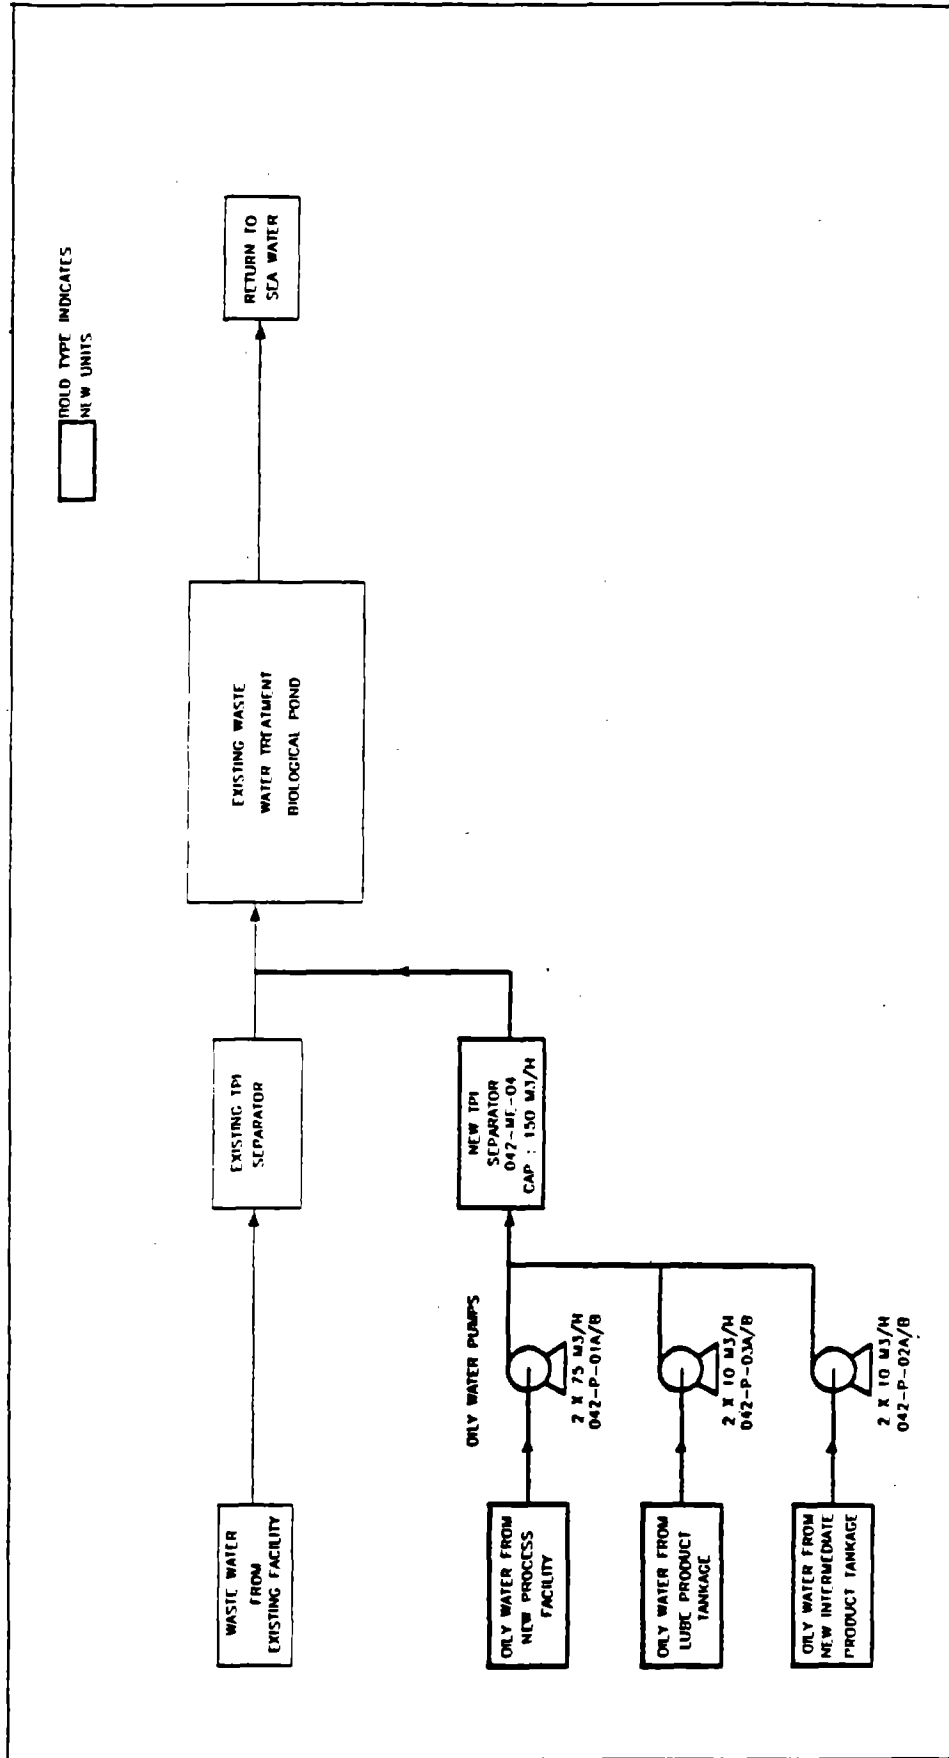 BOLD TYPE INDICATES
NEW UNITS
WASTE WATER
FROM
EXISTING FACILITY
EXISTING TPI
SEPARATOR
EXISTING WASTE
WATER TREATMENT
BIOLOGICAL POND
RETURN TO
SEA WATER
OILY WATER PUMPS
NEW TPI
SEPARATOR
042-ME-04
CAP : 150 M3/H
OILY WATER FROM
NEW PROCESS
FACILITY
2 X 75 M3/H
042-P-01A/B
OILY WATER FROM
LUBE PRODUCT
TANKAGE
2 X 10 M3/H
042-P-03A/B
OILY WATER FROM
NEW INTERMEDIATE
PRODUCT TANKAGE
2 X 10 M3/H
042-P-02A/B